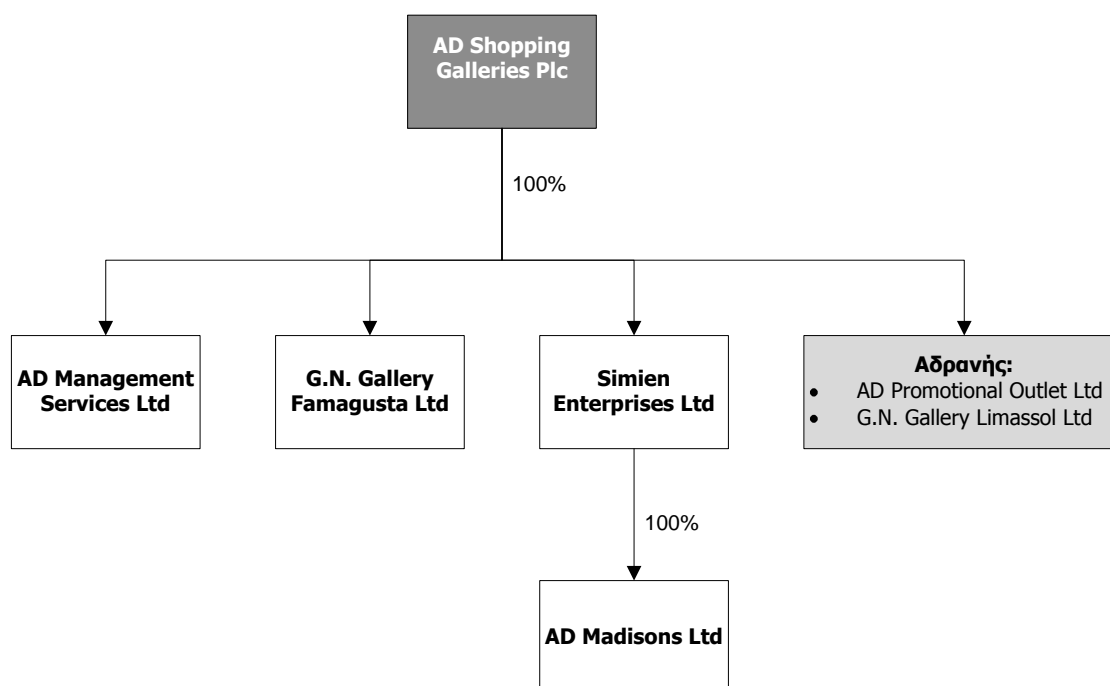 AD Shopping
Galleries Plc
100%
AD Management
Services Ltd
G.N. Gallery
Famagusta Ltd
Simien
Enterprises Ltd
Αδρανής:
• AD Promotional Outlet Ltd
• G.N. Gallery Limassol Ltd
100%
AD Madisons Ltd